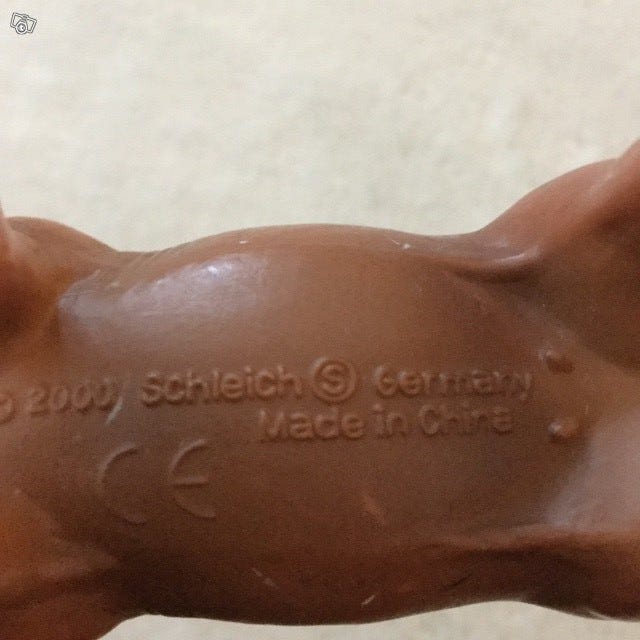 © 2000 Schleich Ⓢ Germany
Made in China
CE